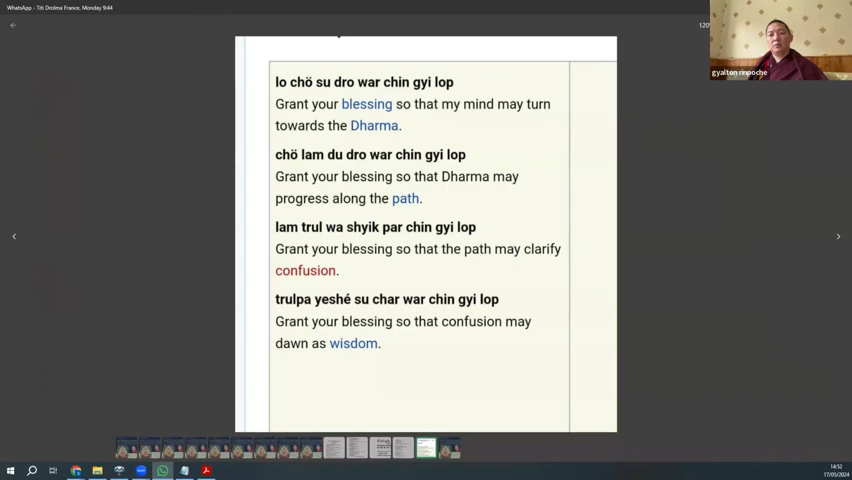 WhatsApp - Titi Drolma France, Monday 9:44
120%
gyalton rinpoche
lo chö su dro war chin gyi lop
Grant your blessing so that my mind may turn
towards the Dharma.
chö lam du dro war chin gyi lop
Grant your blessing so that Dharma may
progress along the path.
lam trul wa shyik par chin gyi lop
Grant your blessing so that the path may clarify
confusion.
trulpa yeshé su char war chin gyi lop
Grant your blessing so that confusion may
dawn as wisdom.
14:52
17/05/2024